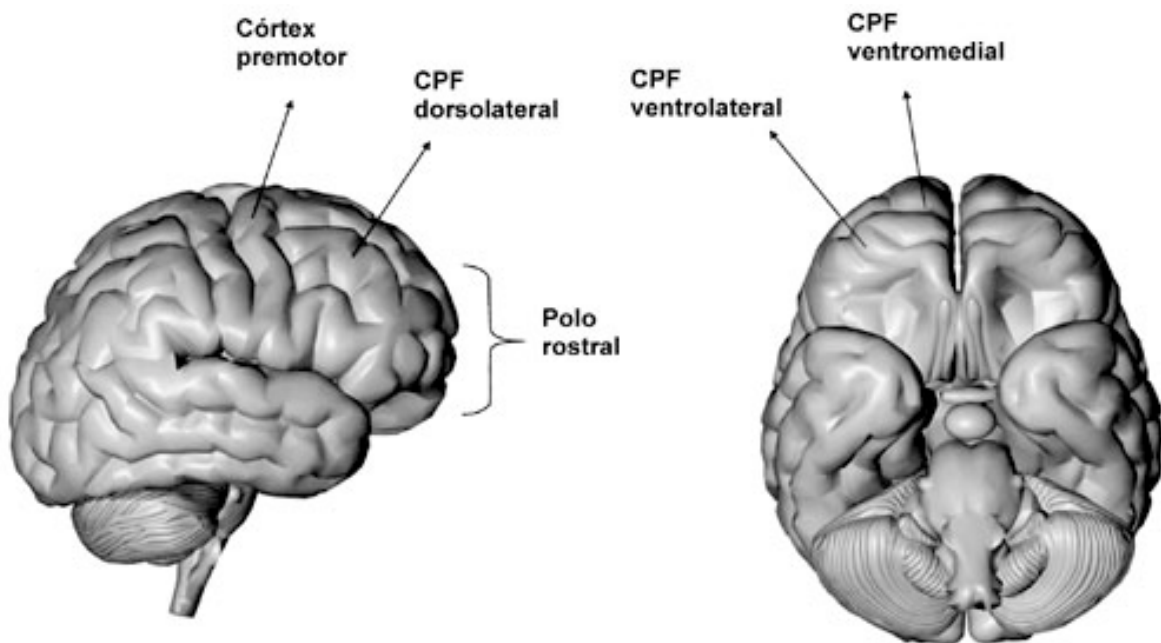 Córtex
premotor
CPF
dorsolateral
Polo
rostral
CPF
ventrolateral
CPF
ventromedial